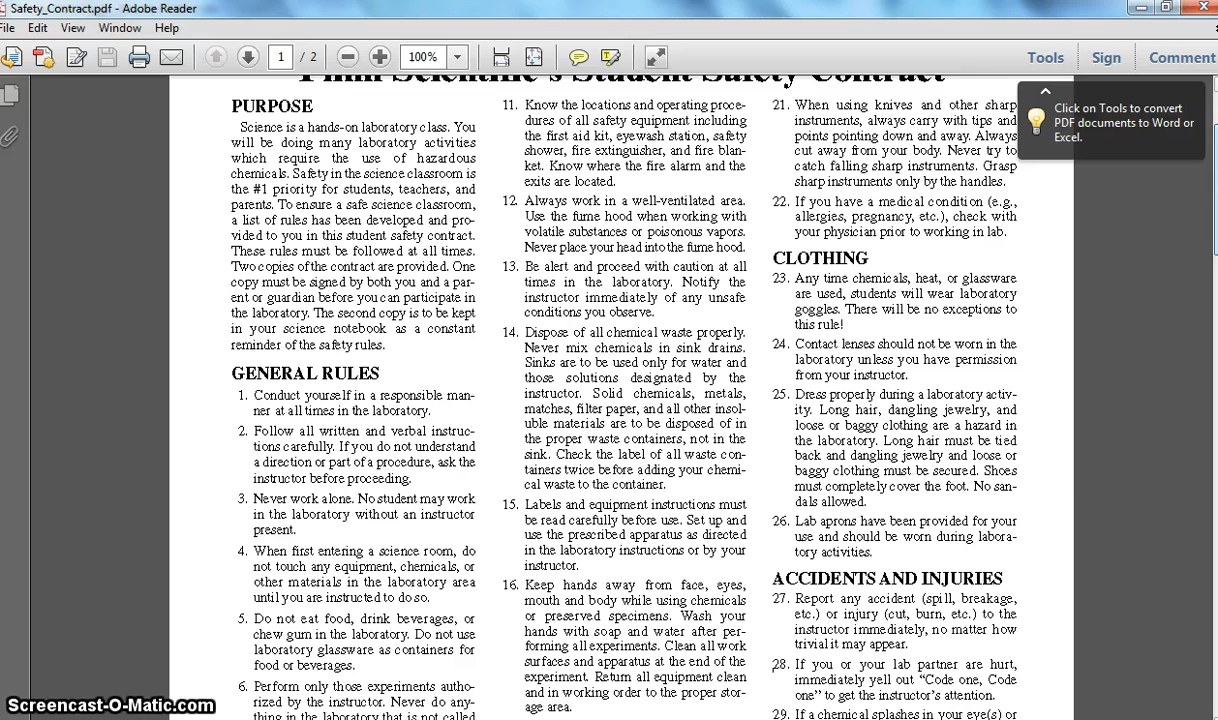 Safety_Contract.pdf - Adobe Reader
File Edit View Window Help
1 / 2 100% Tools Sign Comment
Flinn Scientific's Student Safety Contract
Click on Tools to convert
PDF documents to Word or
Excel.
PURPOSE
Science is a hands-on laboratory class. You
will be doing many laboratory activities
which require the use of hazardous
chemicals. Safety in the science classroom is
the #1 priority for students, teachers, and
parents. To ensure a safe science classroom,
a list of rules has been developed and pro-
vided to you in this student safety contract.
These rules must be followed at all times.
Two copies of the contract are provided. One
copy must be signed by both you and a par-
ent or guardian before you can participate in
the laboratory. The second copy is to be kept
in your science notebook as a constant
reminder of the safety rules.
GENERAL RULES
1. Conduct yourself in a responsible man-
ner at all times in the laboratory.
2. Follow all written and verbal instruc-
tions carefully. If you do not understand
a direction or part of a procedure, ask the
instructor before proceeding.
3. Never work alone. No student may work
in the laboratory without an instructor
present.
4. When first entering a science room, do
not touch any equipment, chemicals, or
other materials in the laboratory area
until you are instructed to do so.
5. Do not eat food, drink beverages, or
chew gum in the laboratory. Do not use
laboratory glassware as containers for
food or beverages.
6. Perform only those experiments autho-
rized by the instructor. Never do any-
thing in the laboratory that is not called
11. Know the locations and operating proce-
dures of all safety equipment including
the first aid kit, eyewash station, safety
shower, fire extinguisher, and fire blan-
ket. Know where the fire alarm and the
exits are located.
12. Always work in a well-ventilated area.
Use the fume hood when working with
volatile substances or poisonous vapors.
Never place your head into the fume hood.
13. Be alert and proceed with caution at all
times in the laboratory. Notify the
instructor immediately of any unsafe
conditions you observe.
14. Dispose of all chemical waste properly.
Never mix chemicals in sink drains.
Sinks are to be used only for water and
those solutions designated by the
instructor. Solid chemicals, metals,
matches, filter paper, and all other insol-
uble materials are to be disposed of in
the proper waste containers, not in the
sink. Check the label of all waste con-
tainers twice before adding your chemi-
cal waste to the container.
15. Labels and equipment instructions must
be read carefully before use. Set up and
use the prescribed apparatus as directed
in the laboratory instructions or by your
instructor.
16. Keep hands away from face, eyes,
mouth and body while using chemicals
or preserved specimens. Wash your
hands with soap and water after per-
forming all experiments. Clean all work
surfaces and apparatus at the end of the
experiment. Return all equipment clean
and in working order to the proper stor-
age area.
21. When using knives and other sharp
instruments, always carry with tips and
points pointing down and away. Always
cut away from your body. Never try to
catch falling sharp instruments. Grasp
sharp instruments only by the handles.
22. If you have a medical condition (e.g.,
allergies, pregnancy, etc.), check with
your physician prior to working in lab.
CLOTHING
23. Any time chemicals, heat, or glassware
are used, students will wear laboratory
goggles. There will be no exceptions to
this rule!
24. Contact lenses should not be worn in the
laboratory unless you have permission
from your instructor.
25. Dress properly during a laboratory activ-
ity. Long hair, dangling jewelry, and
loose or baggy clothing are a hazard in
the laboratory. Long hair must be tied
back and dangling jewelry and loose or
baggy clothing must be secured. Shoes
must completely cover the foot. No san-
dals allowed.
26. Lab aprons have been provided for your
use and should be worn during labora-
tory activities.
ACCIDENTS AND INJURIES
27. Report any accident (spill, breakage,
etc.) or injury (cut, burn, etc.) to the
instructor immediately, no matter how
trivial it may appear.
28. If you or your lab partner are hurt,
immediately yell out “Code one, Code
one” to get the instructor's attention.
29. If a chemical splashes in your eye(s) or
Screencast-O-Matic.com